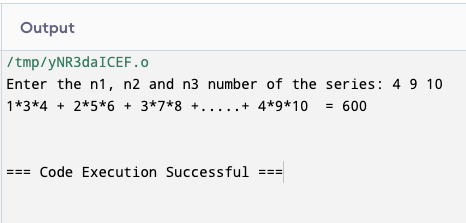 Output
/tmp/yNR3daICEF.o
Enter the n1, n2 and n3 number of the series: 4 9 10
1*3*4 + 2*5*6 + 3*7*8 +.....+ 4*9*10  = 600
=== Code Execution Successful ===